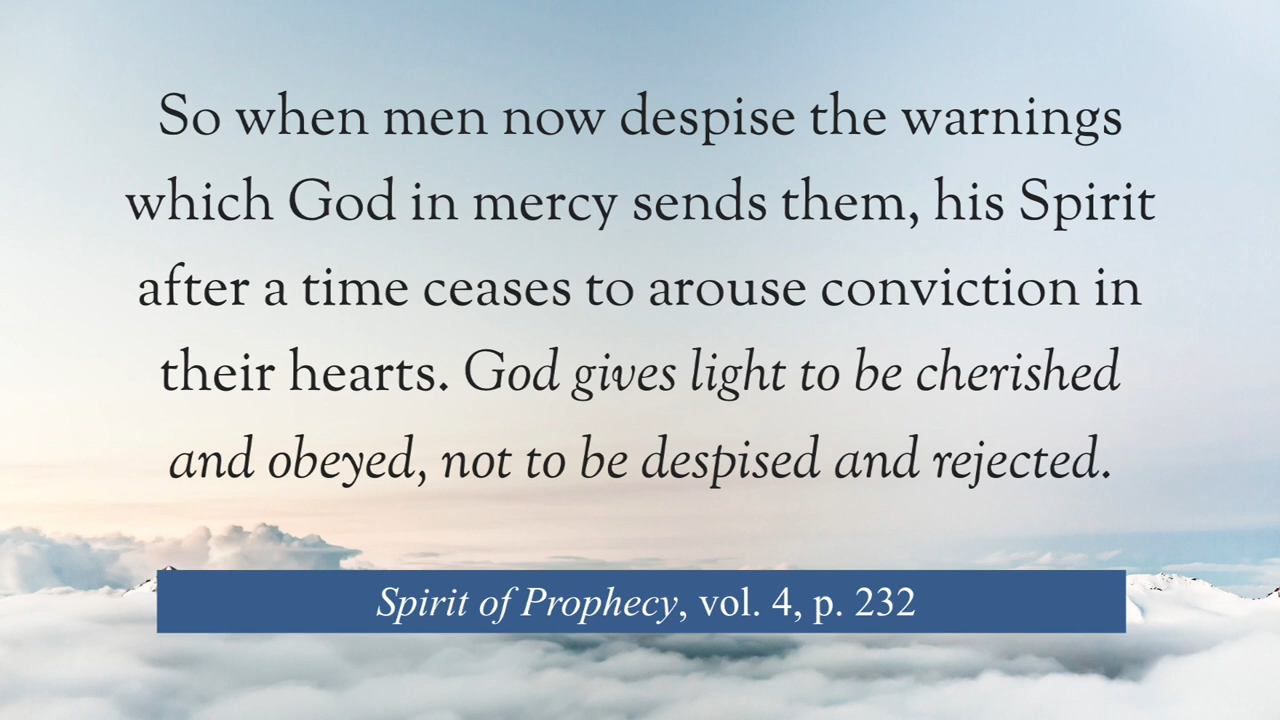 So when men now despise the warnings
which God in mercy sends them, his Spirit
after a time ceases to arouse conviction in
their hearts. God gives light to be cherished
and obeyed, not to be despised and rejected.
Spirit of Prophecy, vol. 4, p. 232